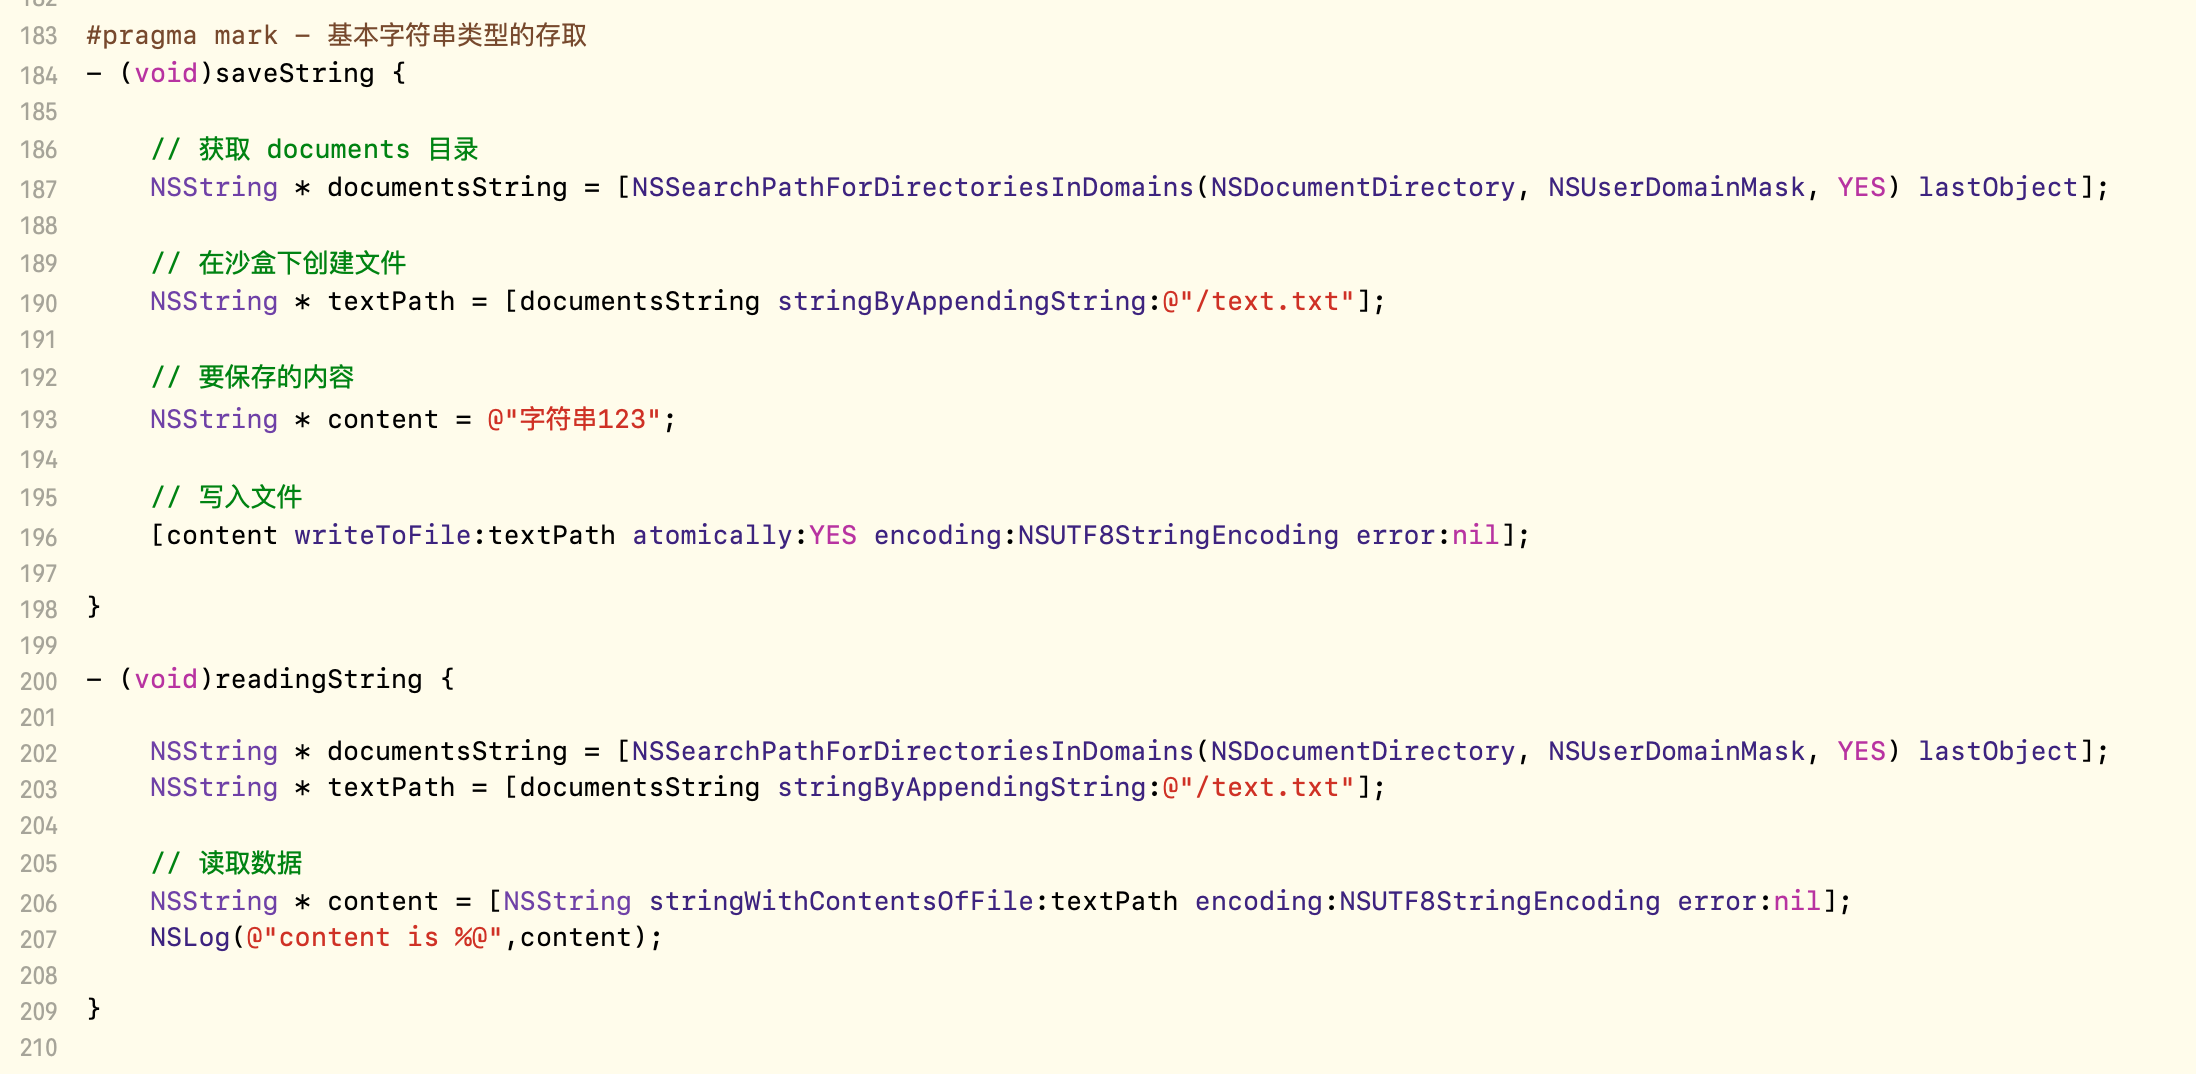 183 #pragma mark - 基本字符串类型的存取
184 - (void)saveString {
185
186 // 获取 documents 目录
187 NSString * documentsString = [NSSearchPathForDirectoriesInDomains(NSDocumentDirectory, NSUserDomainMask, YES) lastObject];
188
189 // 在沙盒下创建文件
190 NSString * textPath = [documentsString stringByAppendingString:@"/text.txt"];
191
192 // 要保存的内容
193 NSString * content = @"字符串123";
194
195 // 写入文件
196 [content writeToFile:textPath atomically:YES encoding:NSUTF8StringEncoding error:nil];
197
198 }
199
200 - (void)readingString {
201
202 NSString * documentsString = [NSSearchPathForDirectoriesInDomains(NSDocumentDirectory, NSUserDomainMask, YES) lastObject];
203 NSString * textPath = [documentsString stringByAppendingString:@"/text.txt"];
204
205 // 读取数据
206 NSString * content = [NSString stringWithContentsOfFile:textPath encoding:NSUTF8StringEncoding error:nil];
207 NSLog(@"content is %@",content);
208
209 }
210